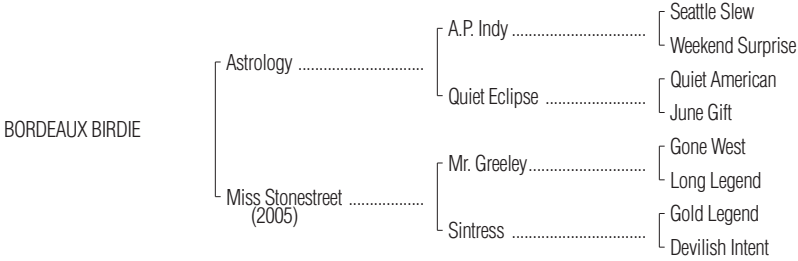 Seattle Slew
A.P. Indy ....................................
Weekend Surprise
Astrology .................................
Quiet American
Quiet Eclipse ...........................
June Gift
BORDEAUX BIRDIE
Gone West
Mr. Greeley................................
Long Legend
Miss Stonestreet ...................
(2005)
Gold Legend
Sintress ....................................
Devilish Intent